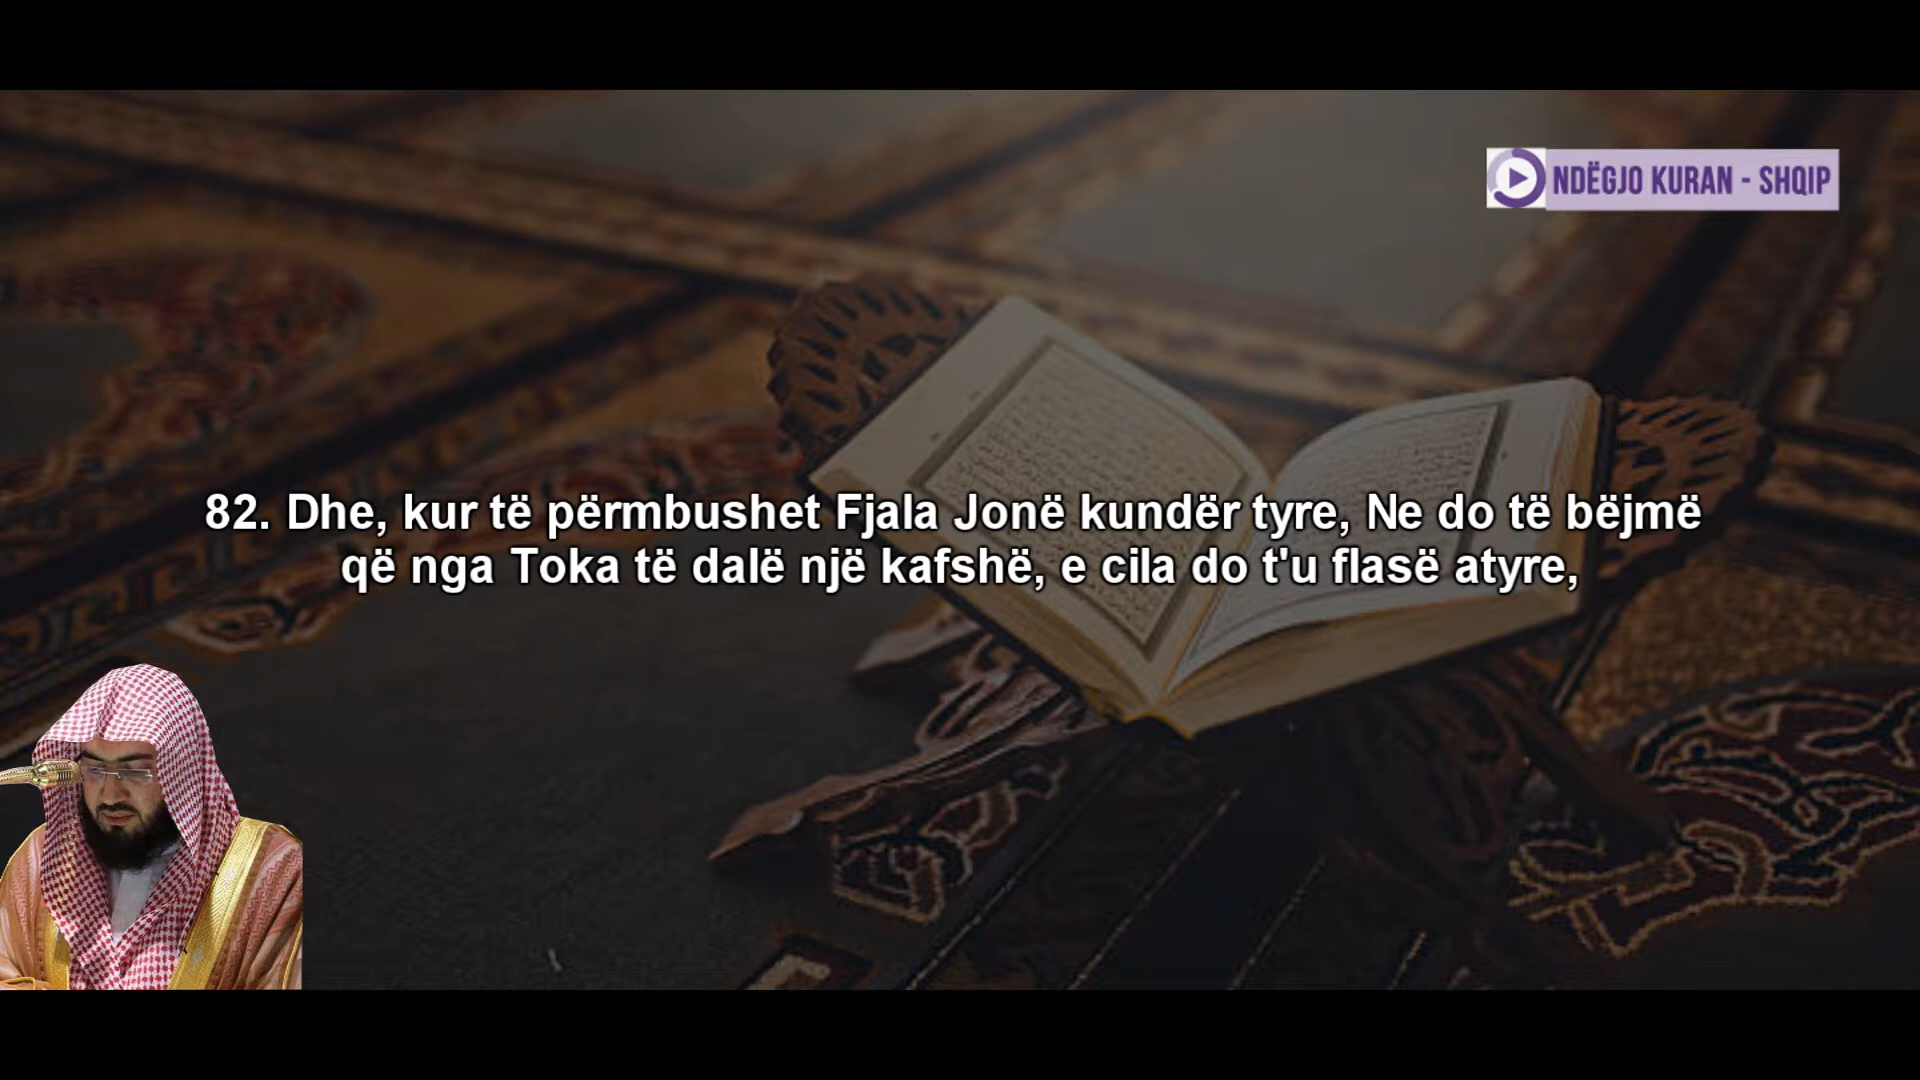 NDËGJO KURAN - SHQIP
82. Dhe, kur të përmbushet Fjala Jonë kundër tyre, Ne do të bëjmë
që nga Toka të dalë një kafshë, e cila do t'u flasë atyre,